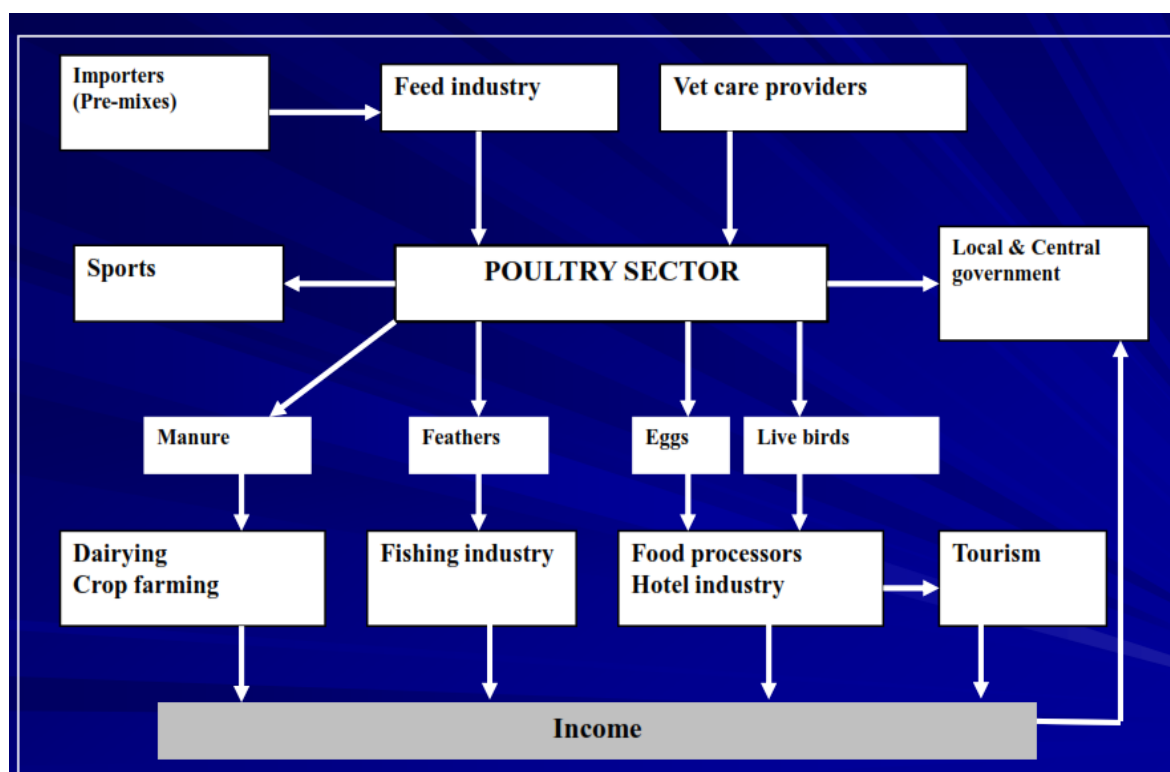 Importers
(Pre-mixes)
Feed industry
Vet care providers
Sports
POULTRY SECTOR
Local & Central
government
Manure
Feathers
Eggs
Live birds
Dairying
Crop farming
Fishing industry
Food processors
Hotel industry
Tourism
Income